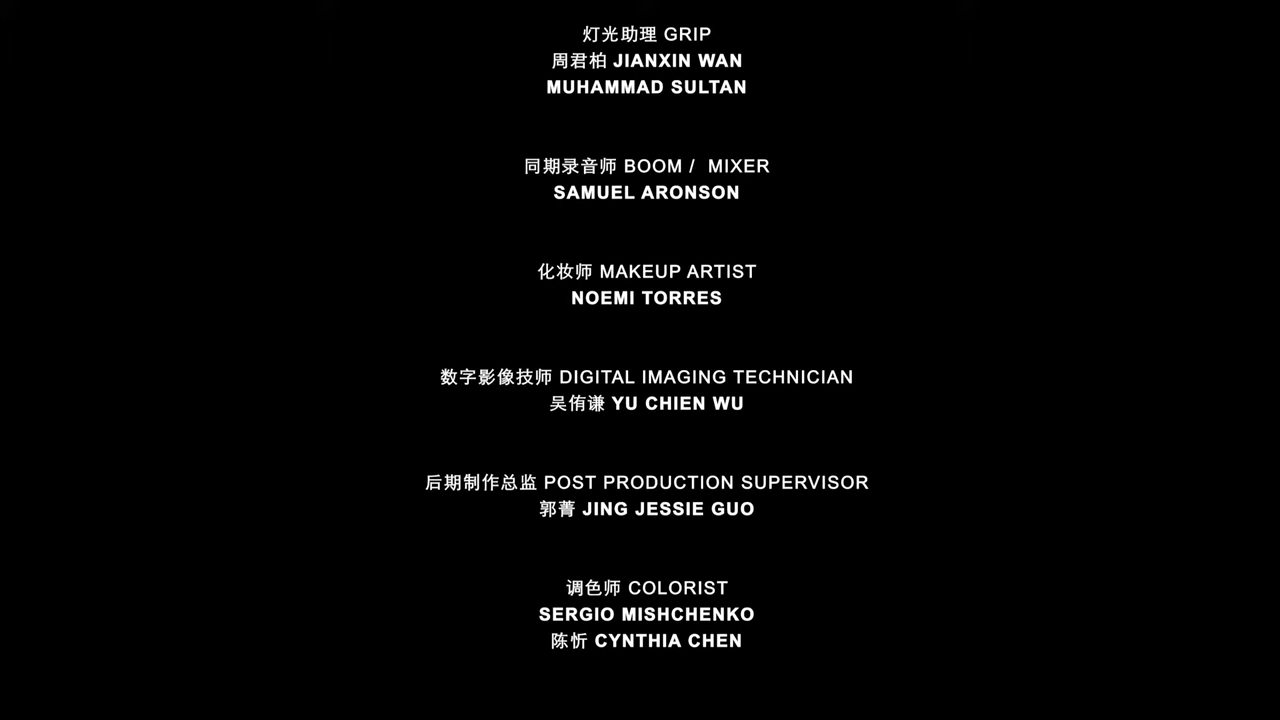 灯光助理 GRIP
周君柏 JIANXIN WAN
MUHAMMAD SULTAN
同期录音师 BOOM / MIXER
SAMUEL ARONSON
化妆师 MAKEUP ARTIST
NOEMI TORRES
数字影像技师 DIGITAL IMAGING TECHNICIAN
吴侑谦 YU CHIEN WU
后期制作总监 POST PRODUCTION SUPERVISOR
郭菁 JING JESSIE GUO
调色师 COLORIST
SERGIO MISHCHENKO
陈忻 CYNTHIA CHEN